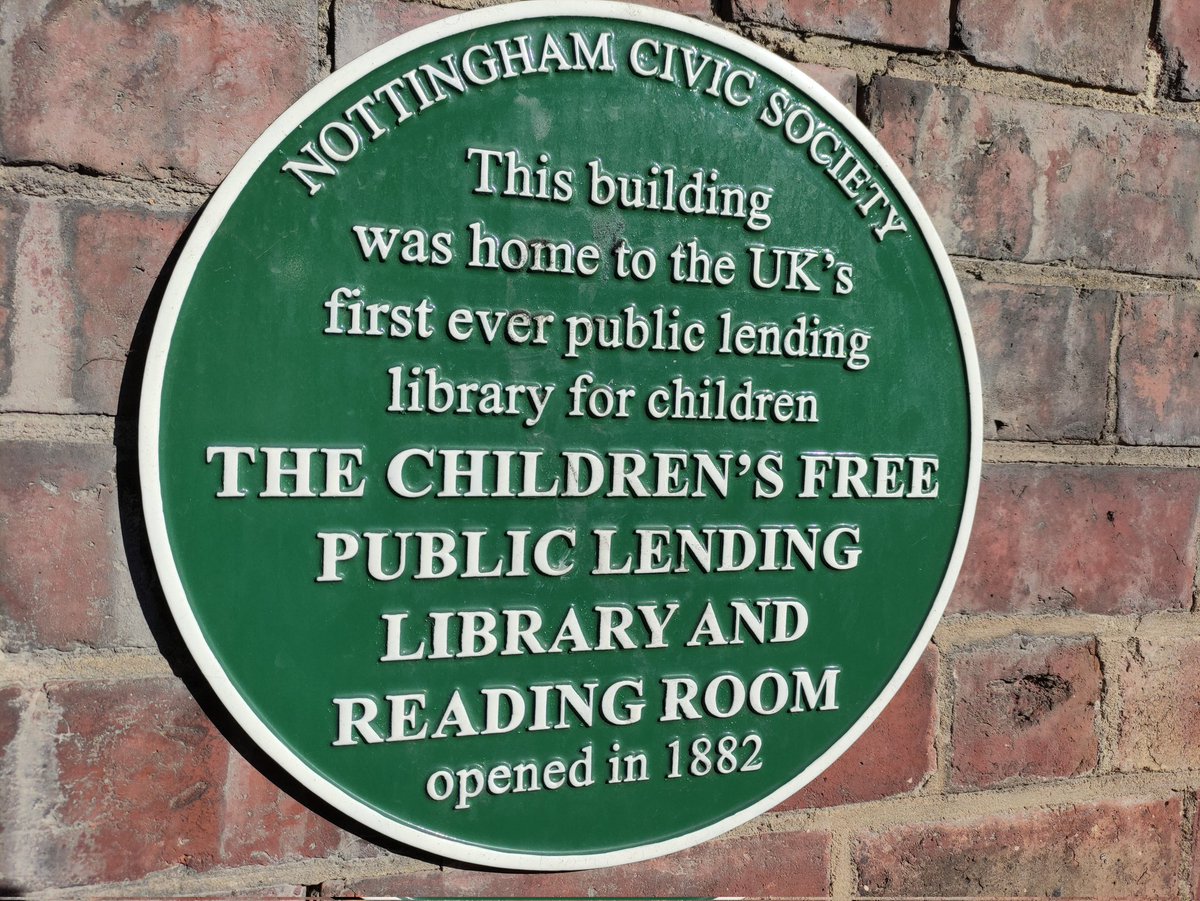 NOTTINGHAM CIVIC SOCIETY
This building
was home to the UK's
first ever public lending
library for children
THE CHILDREN'S FREE
PUBLIC LENDING
LIBRARY AND
READING ROOM
opened in 1882